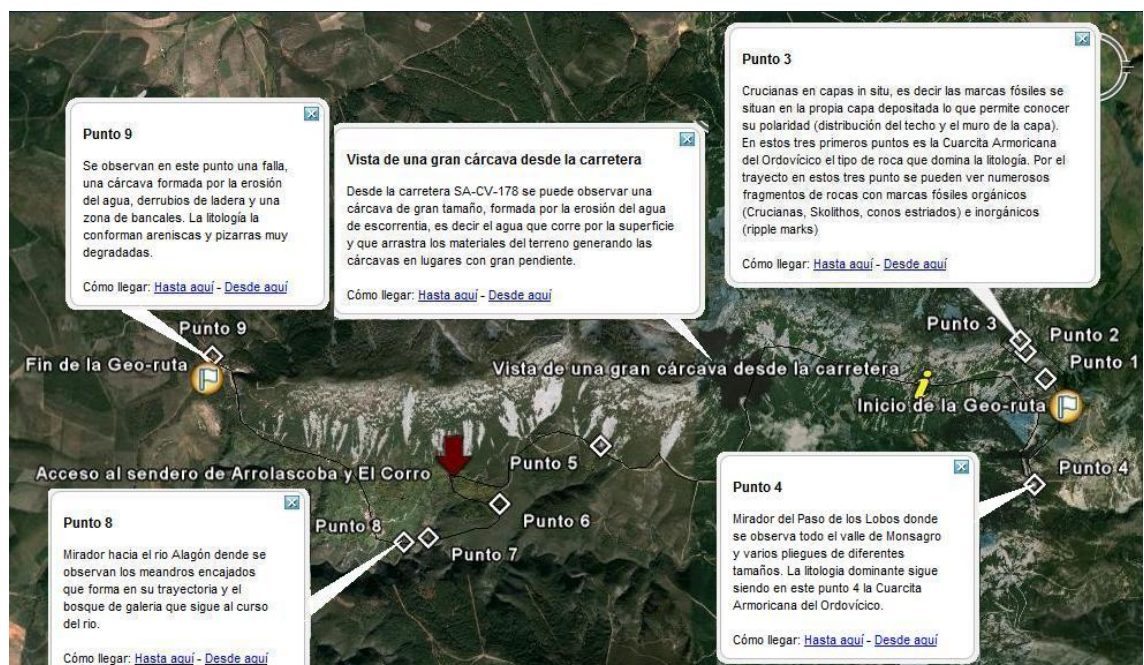 Punto 3
Crucianas en capas in situ, es decir las marcas fósiles se
situan en la propia capa depositada lo que permite conocer
su polaridad (distribución del techo y el muro de la capa).
En estos tres primeros puntos es la Cuarcita Armoricana
del Ordovícico el tipo de roca que domina la litología. Por el
trayecto en estos tres punto se pueden ver numerosos
fragmentos de rocas con marcas fósiles orgánicos
(Crucianas, Skolithos, conos estriados) e inorgánicos
(ripple marks)
Cómo llegar: Hasta aquí - Desde aquí
Punto 9
Se observan en este punto una falla,
una cárcava formada por la erosión
del agua, derrubios de ladera y una
zona de bancales. La litología la
conforman areniscas y pizarras muy
degradadas.
Cómo llegar: Hasta aquí - Desde aquí
Vista de una gran cárcava desde la carretera
Desde la carretera SA-CV-178 se puede observar una
cárcava de gran tamaño, formada por la erosión del agua
de escorrentia, es decir el agua que corre por la superficie
y que arrastra los materiales del terreno generando las
cárcavas en lugares con gran pendiente.
Cómo llegar: Hasta aquí - Desde aquí
Punto 9
Fin de la Geo-ruta
Vista de una gran cárcava desde la carretera
i
Punto 3
Punto 2
Punto 1
Inicio de la Geo-ruta
Acceso al sendero de Arrolascoba y El Corro
Punto 5
Punto 4
Punto 6
Punto 8
Punto 7
Punto 8
Mirador hacia el rio Alagón dende se
observan los meandros encajados
que forma en su trayectoria y el
bosque de galeria que sigue al curso
del rio.
Cómo llegar: Hasta aquí - Desde aquí
Punto 4
Mirador del Paso de los Lobos donde
se observa todo el valle de Monsagro
y varios pliegues de diferentes
tamaños. La litologia dominante sigue
siendo en este punto 4 la Cuarcita
Armoricana del Ordovícico.
Cómo llegar: Hasta aquí - Desde aquí